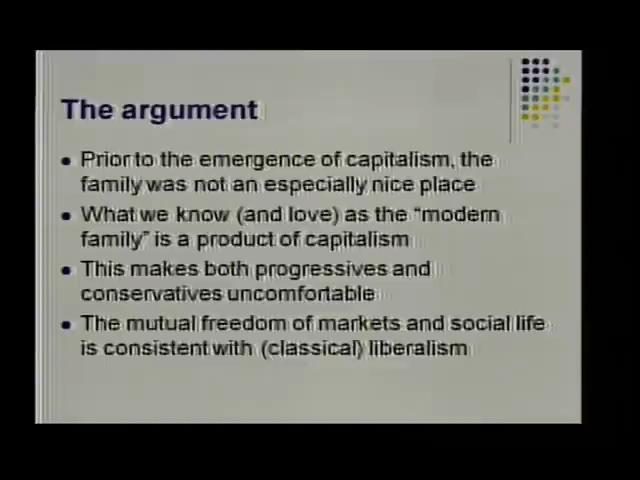 The argument
Prior to the emergence of capitalism, the
family was not an especially nice place
What we know (and love) as the "modern
family" is a product of capitalism
This makes both progressives and
conservatives uncomfortable
The mutual freedom of markets and social life
is consistent with (classical) liberalism